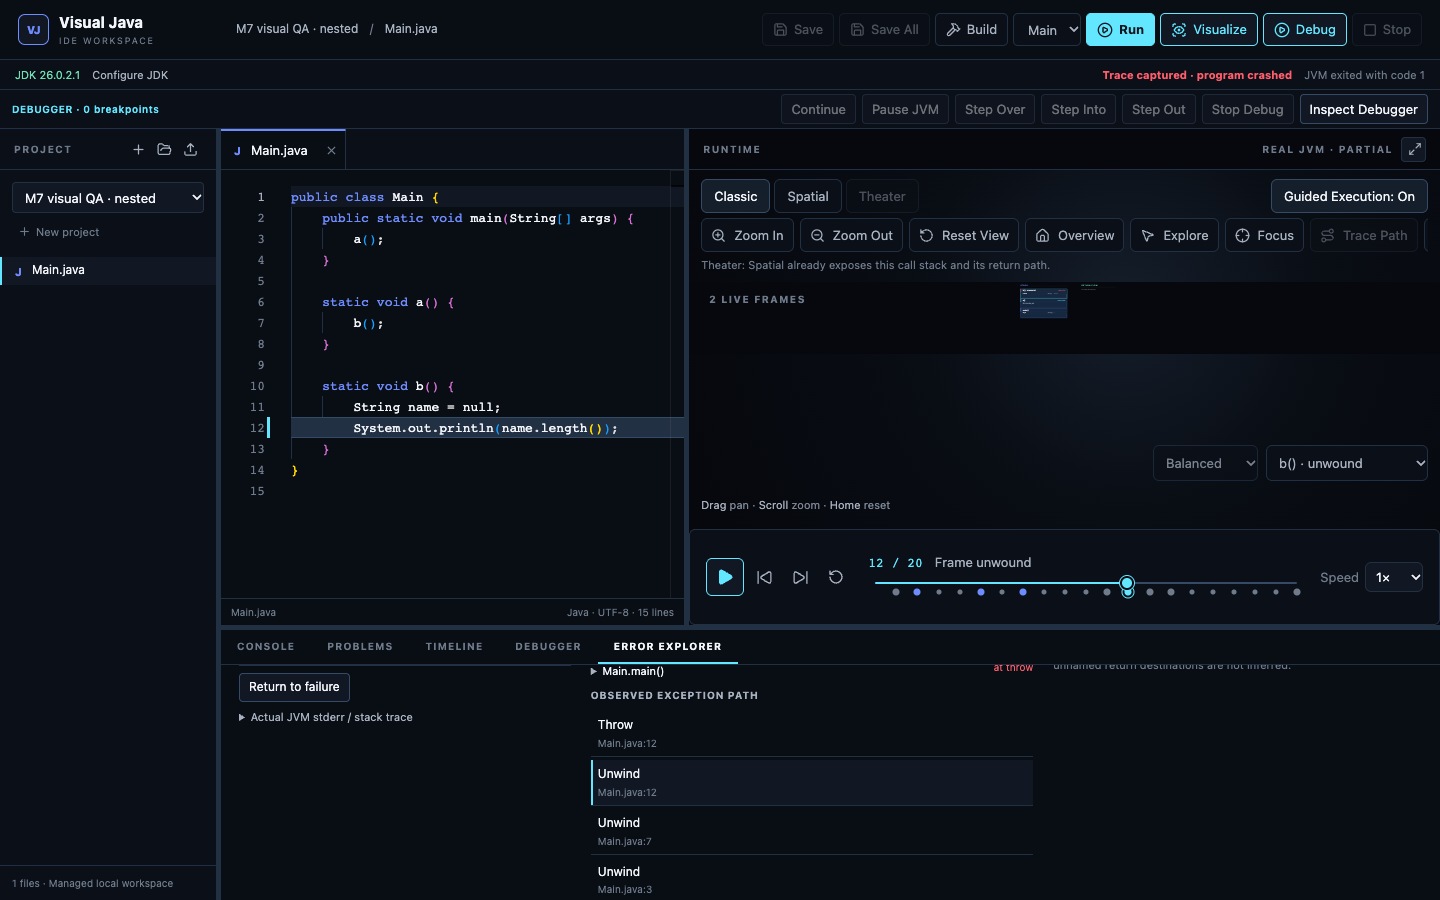 VJ
Visual Java
IDE WORKSPACE
M7 visual QA · nested / Main.java
Save
Save All
Build
Main
Run
Visualize
Debug
Stop
JDK 26.0.2.1 Configure JDK
Trace captured · program crashed JVM exited with code 1
DEBUGGER · 0 breakpoints
Continue
Pause JVM
Step Over
Step Into
Step Out
Stop Debug
Inspect Debugger
PROJECT
M7 visual QA · nested
New project
J Main.java
1 files · Managed local workspace
J Main.java
1 public class Main {
2 public static void main(String[] args) {
3 a();
4 }
5
6 static void a() {
7 b();
8 }
9
10 static void b() {
11 String name = null;
12 System.out.println(name.length());
13 }
14 }
15
Main.java
Java · UTF-8 · 15 lines
RUNTIME
REAL JVM · PARTIAL
Classic
Spatial
Theater
Guided Execution: On
Zoom In
Zoom Out
Reset View
Overview
Explore
Focus
Trace Path
Theater: Spatial already exposes this call stack and its return path.
2 LIVE FRAMES
Balanced
b() · unwound
Drag pan · Scroll zoom · Home reset
12 / 20 Frame unwound
Speed 1×
CONSOLE
PROBLEMS
TIMELINE
DEBUGGER
ERROR EXPLORER
Return to failure
Actual JVM stderr / stack trace
Main.main()
at throw
unnamed return destinations are not inferred.
OBSERVED EXCEPTION PATH
Throw
Main.java:12
Unwind
Main.java:12
Unwind
Main.java:7
Unwind
Main.java:3